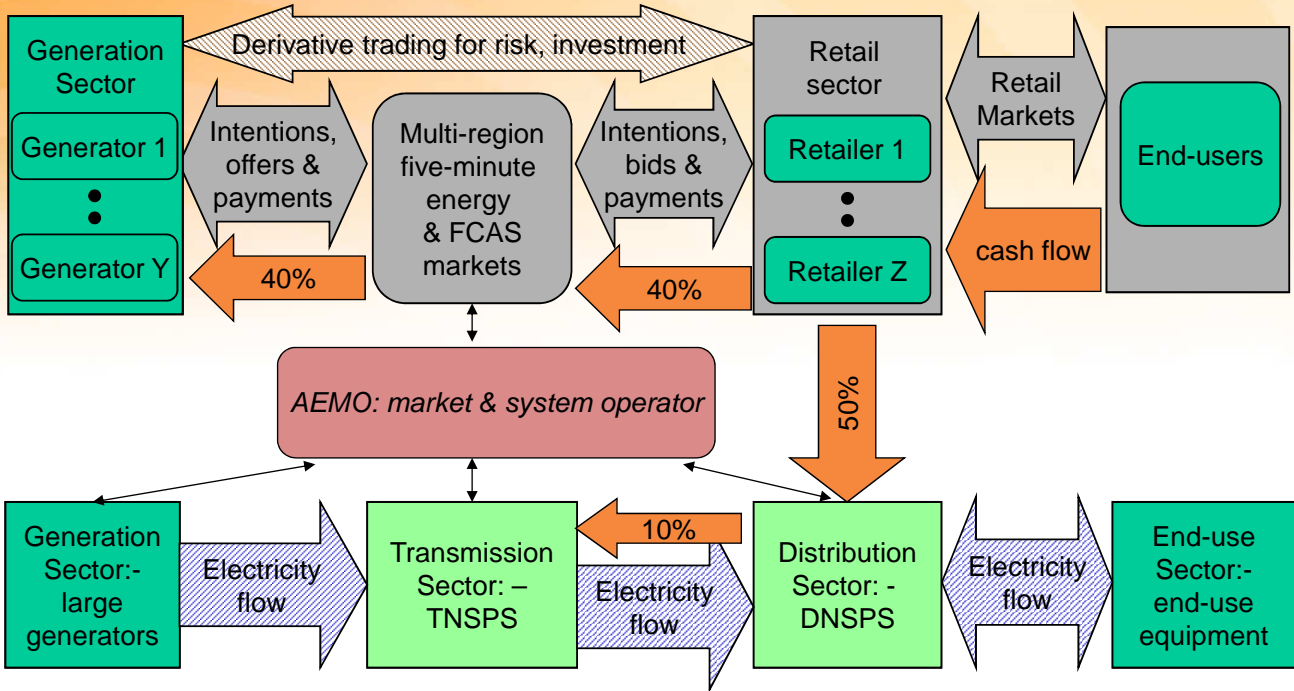 Generation
Sector
Generator 1
Generator Y
Derivative trading for risk, investment
Intentions,
offers &
payments
40%
Multi-region
five-minute
energy
& FCAS
markets
Intentions,
bids &
payments
40%
Retail
sector
Retailer 1
Retailer Z
Retail
Markets
cash flow
End-users
AEMO: market & system operator
50%
Generation
Sector:-
large
generators
Electricity
flow
Transmission
Sector: –
TNSPS
10%
Electricity
flow
Distribution
Sector: -
DNSPS
Electricity
flow
End-use
Sector:-
end-use
equipment